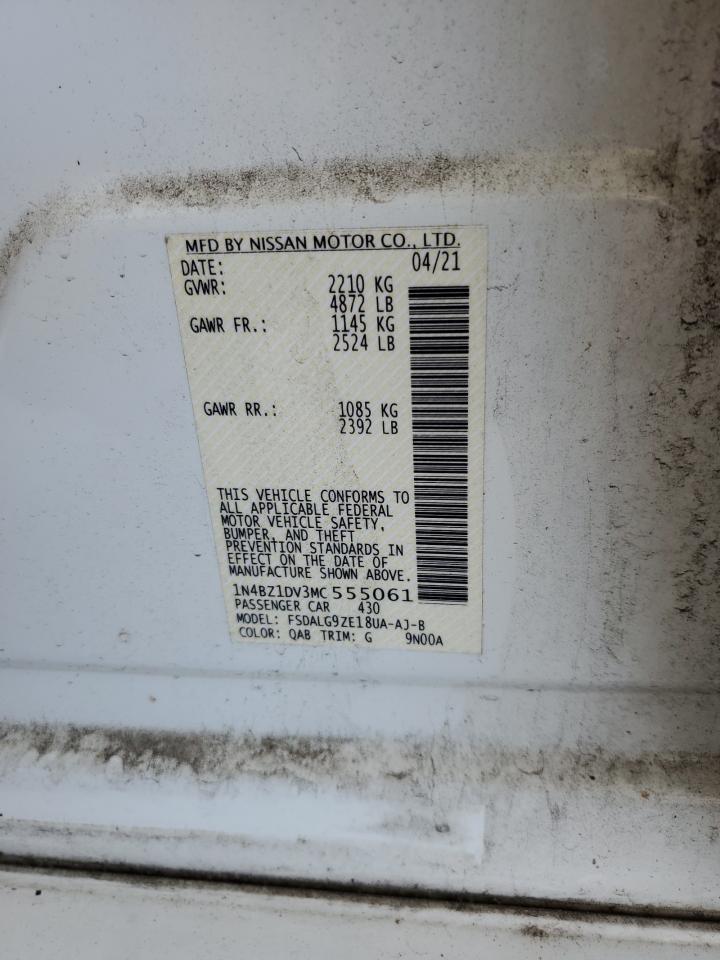 MFD BY NISSAN MOTOR CO., LTD.
DATE: 04/21
GVWR: 2210 KG
4872 LB
GAWR FR.: 1145 KG
2524 LB
GAWR RR.: 1085 KG
2392 LB
THIS VEHICLE CONFORMS TO
ALL APPLICABLE FEDERAL
MOTOR VEHICLE SAFETY,
BUMPER, AND THEFT
PREVENTION STANDARDS IN
EFFECT ON THE DATE OF
MANUFACTURE SHOWN ABOVE.
1N4BZ1DV3MC 555061
PASSENGER CAR 430
MODEL: FSDALG9ZE18UA-AJ-B
COLOR: QAB TRIM: G 9N00A